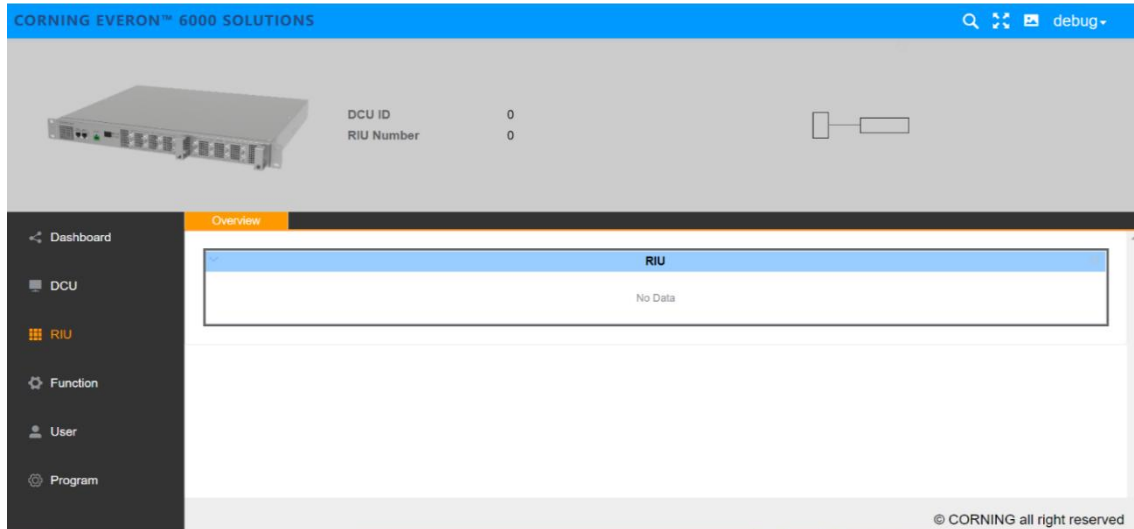 CORNING EVERON™ 6000 SOLUTIONS
debug
DCU ID 0
RIU Number 0
Overview
Dashboard
RIU
DCU
No Data
RIU
Function
User
Program
© CORNING all right reserved